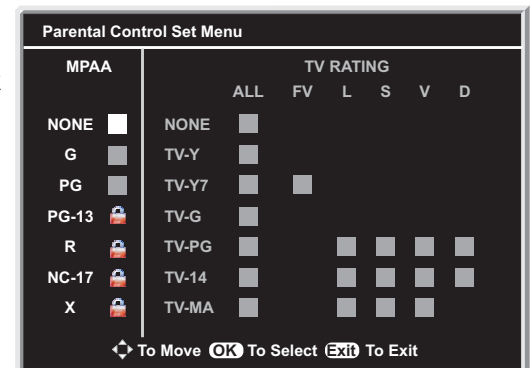 Parental Control Set Menu
MPAA
TV RATING
ALL FV L S V D
NONE NONE
G TV-Y
PG TV-Y7
PG-13 TV-G
R TV-PG
NC-17 TV-14
X TV-MA
To Move OK To Select Exit To Exit